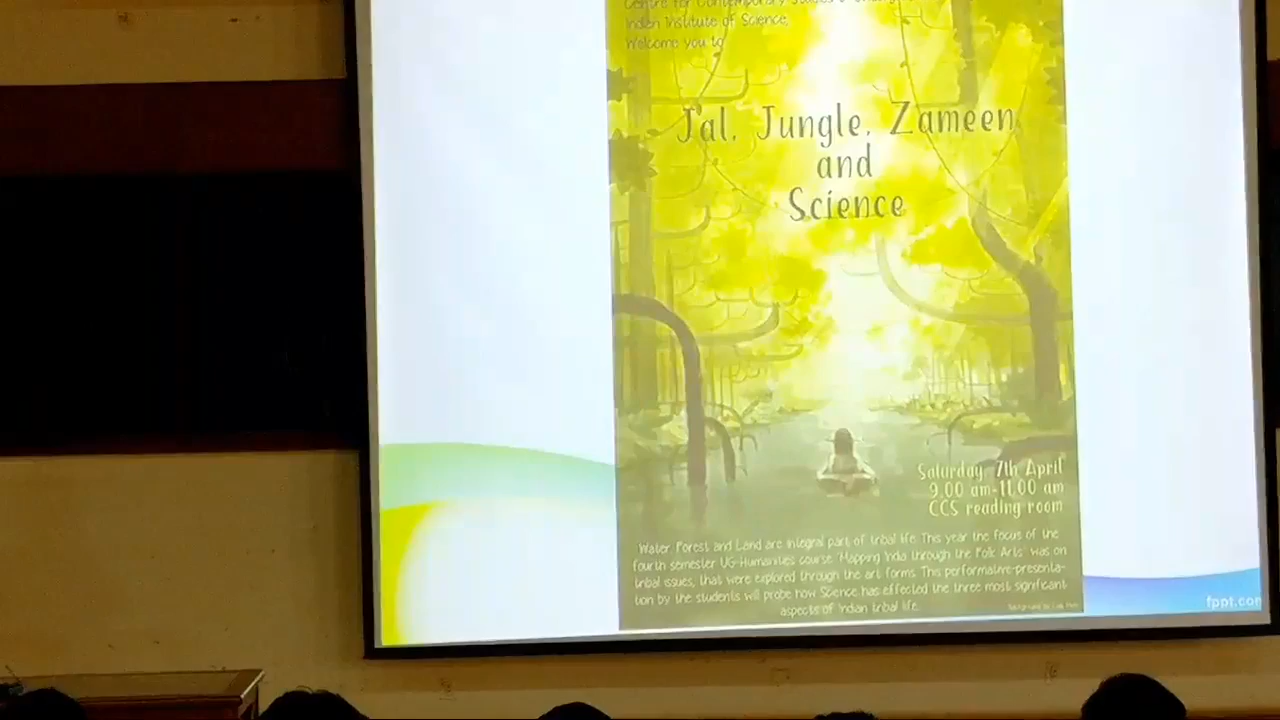 Centre for Contemporary Studies
Indian Institute of Science,
Welcome you to
Jal, Jungle, Zameen
and
Science
Saturday 7th April
9.00 am-11.00 am
CCS reading room
Water, Forest and Land are integral part of tribal life. This year the focus of the
fourth semester UG-Humanities course 'Mapping India through the Folk Arts' was on
tribal issues, that were explored through the art forms. This performative-presenta-
tion by the students will probe how Science has effected the three most significant
aspects of Indian tribal life.
fppt.com